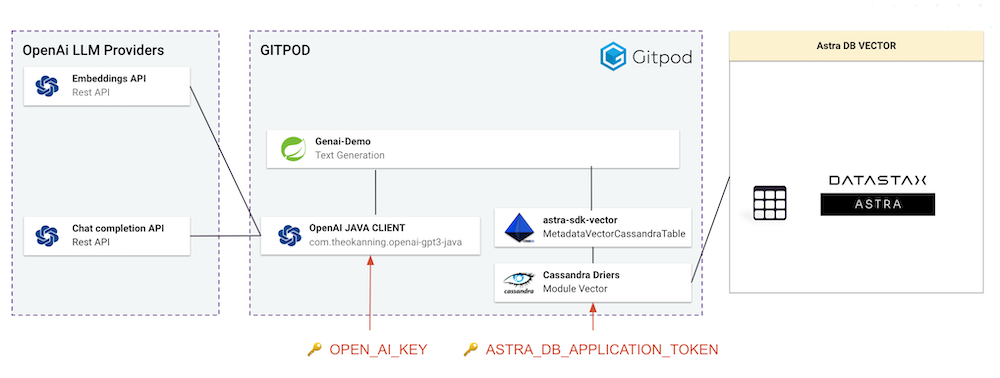 OpenAi LLM Providers
Embeddings API
Rest API
Chat completion API
Rest API
GITPOD
Gitpod
Genai-Demo
Text Generation
OpenAI JAVA CLIENT
com.theokanning.openai-gpt3-java
astra-sdk-vector
MetadataVectorCassandraTable
cassandra
Cassandra Driers
Module Vector
Astra DB VECTOR
DATASTAX
ASTRA
OPEN_AI_KEY
ASTRA_DB_APPLICATION_TOKEN